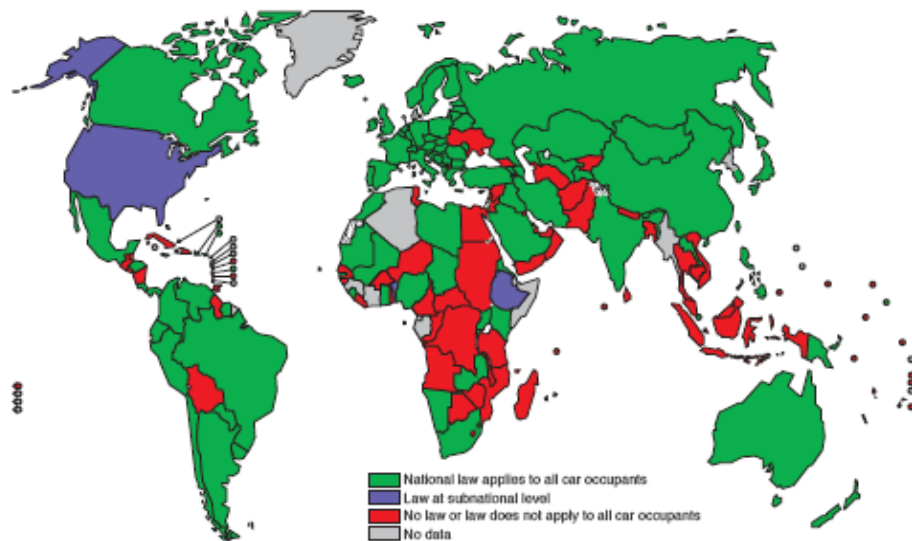 National law applies to all car occupants
Law at subnational level
No law or law does not apply to all car occupants
No data